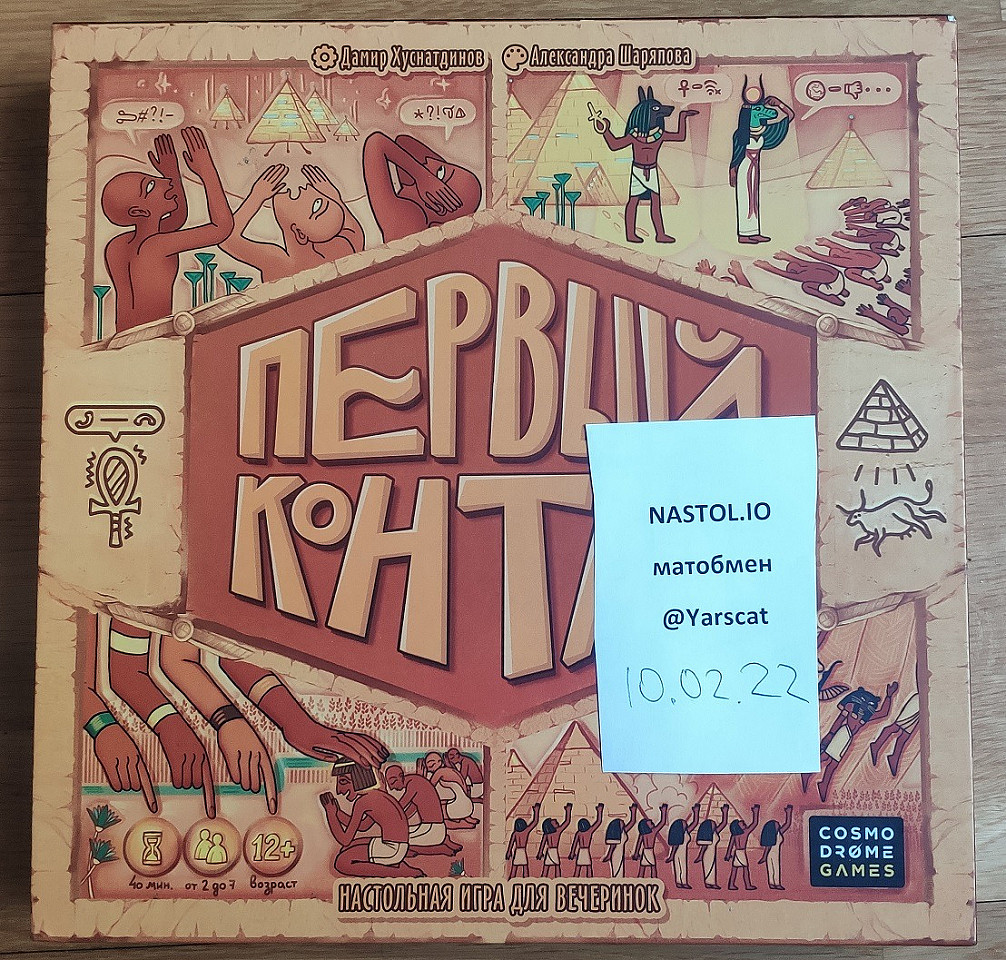 Дамир Хуснатдинов
Александра Шаряпова
*?!
ПЕРВЫЙ
КОНТА
NASTOL.IO
матобмен
@Yarscat
10.02.22
12+
40 мин.
от 2 до 7
возраст
COSMO
DRØME
GAMES
НАСТОЛЬНАЯ ИГРА ДЛЯ ВЕЧЕРИНОК